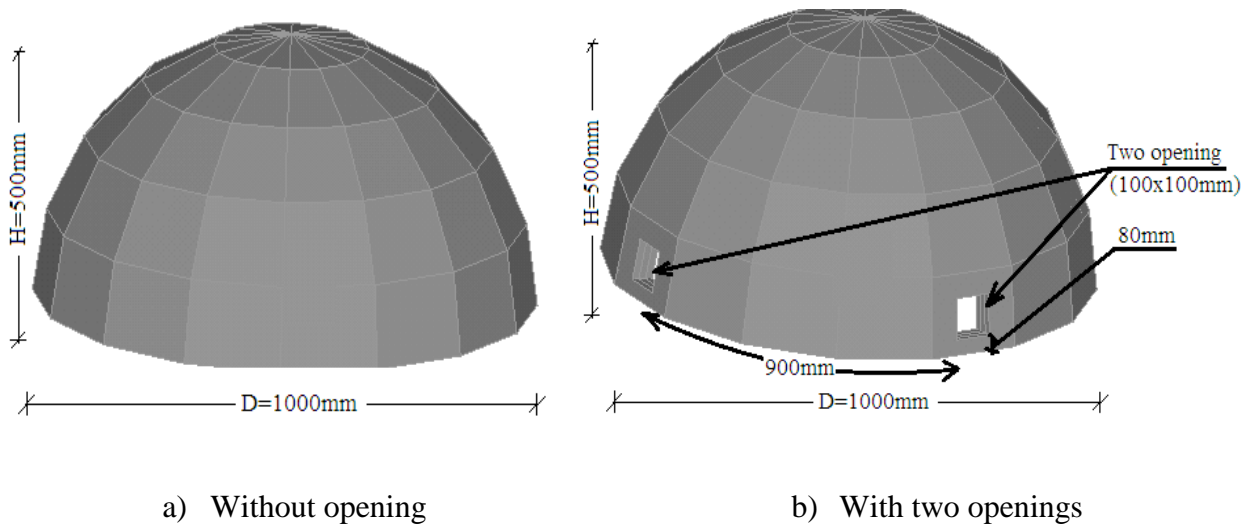 H=500mm
D=1000mm
a) Without opening
H=500mm
Two opening
(100x100mm)
80mm
900mm
D=1000mm
b) With two openings